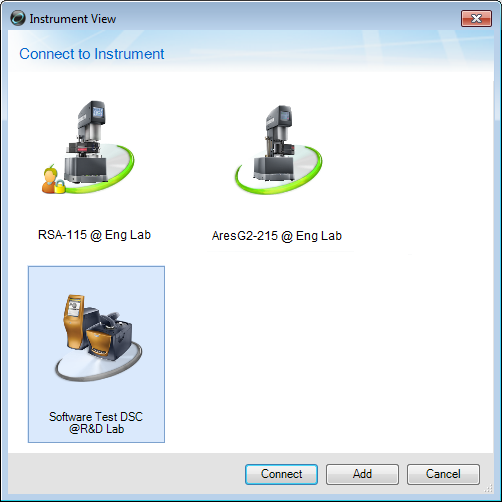 Instrument View
Connect to Instrument
RSA-115 @ Eng Lab
AresG2-215 @ Eng Lab
Software Test DSC
@R&D Lab
Connect
Add
Cancel